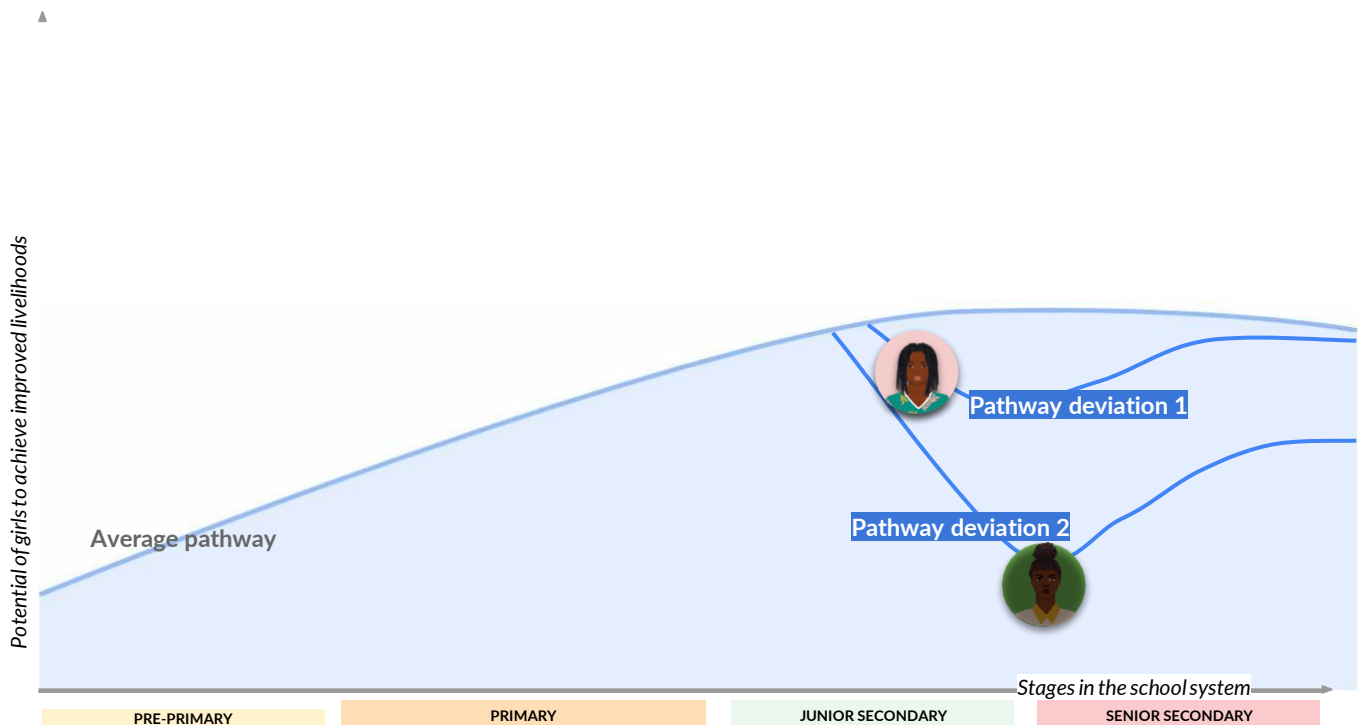 Potential of girls to achieve improved livelihoods
Average pathway
Pathway deviation 1
Pathway deviation 2
Stages in the school system
PRE-PRIMARY
PRIMARY
JUNIOR SECONDARY
SENIOR SECONDARY